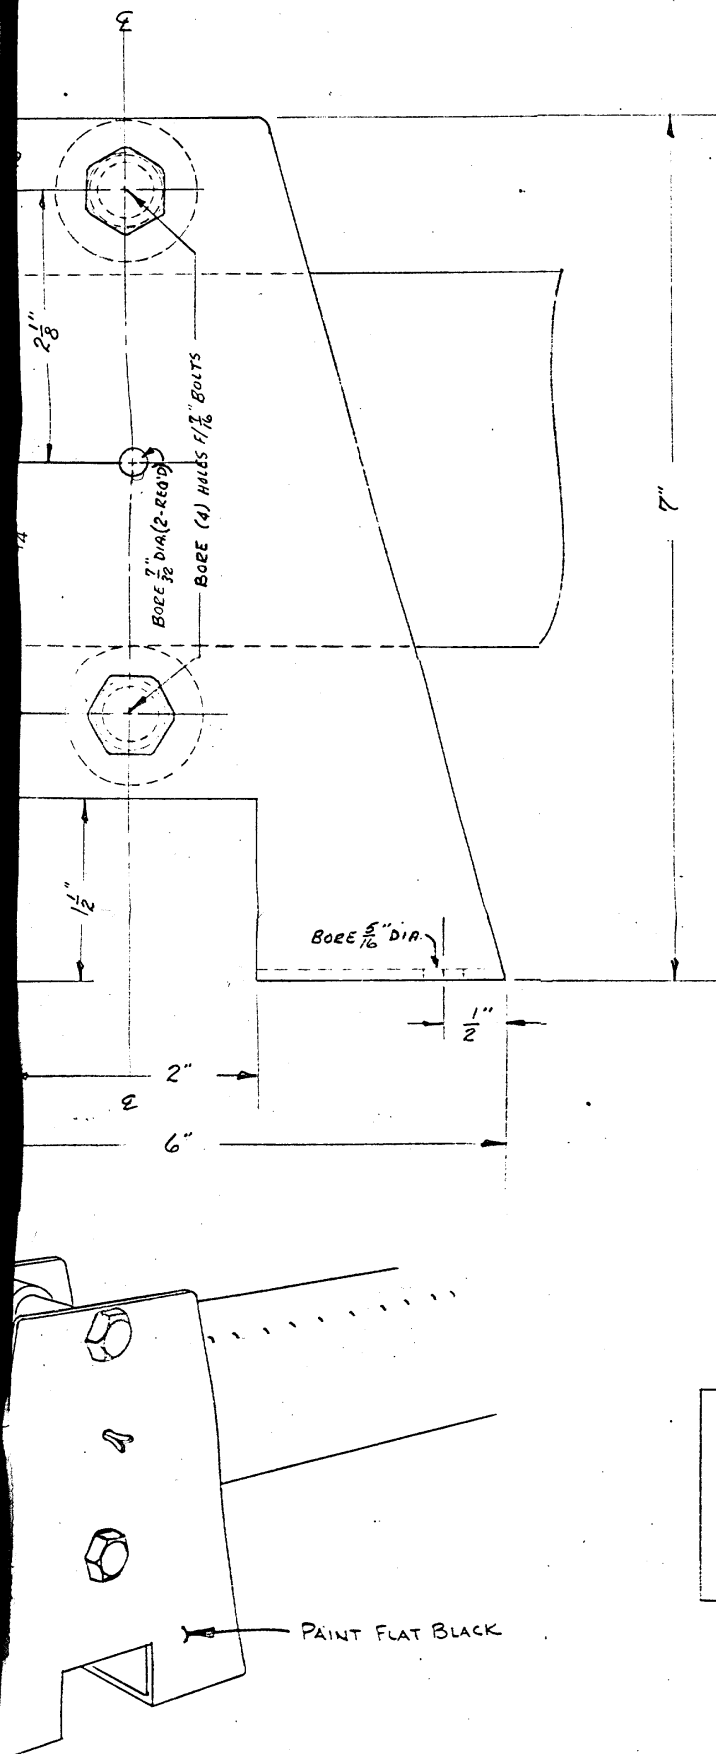 ℄
2 1/8"
BORE (4) HOLES F/ 7/16" BOLTS
BORE 7/32" DIA. (2-REQ'D)
7"
1 1/2"
BORE 5/16" DIA.
1/2"
2"
℄
6"
PAINT FLAT BLACK